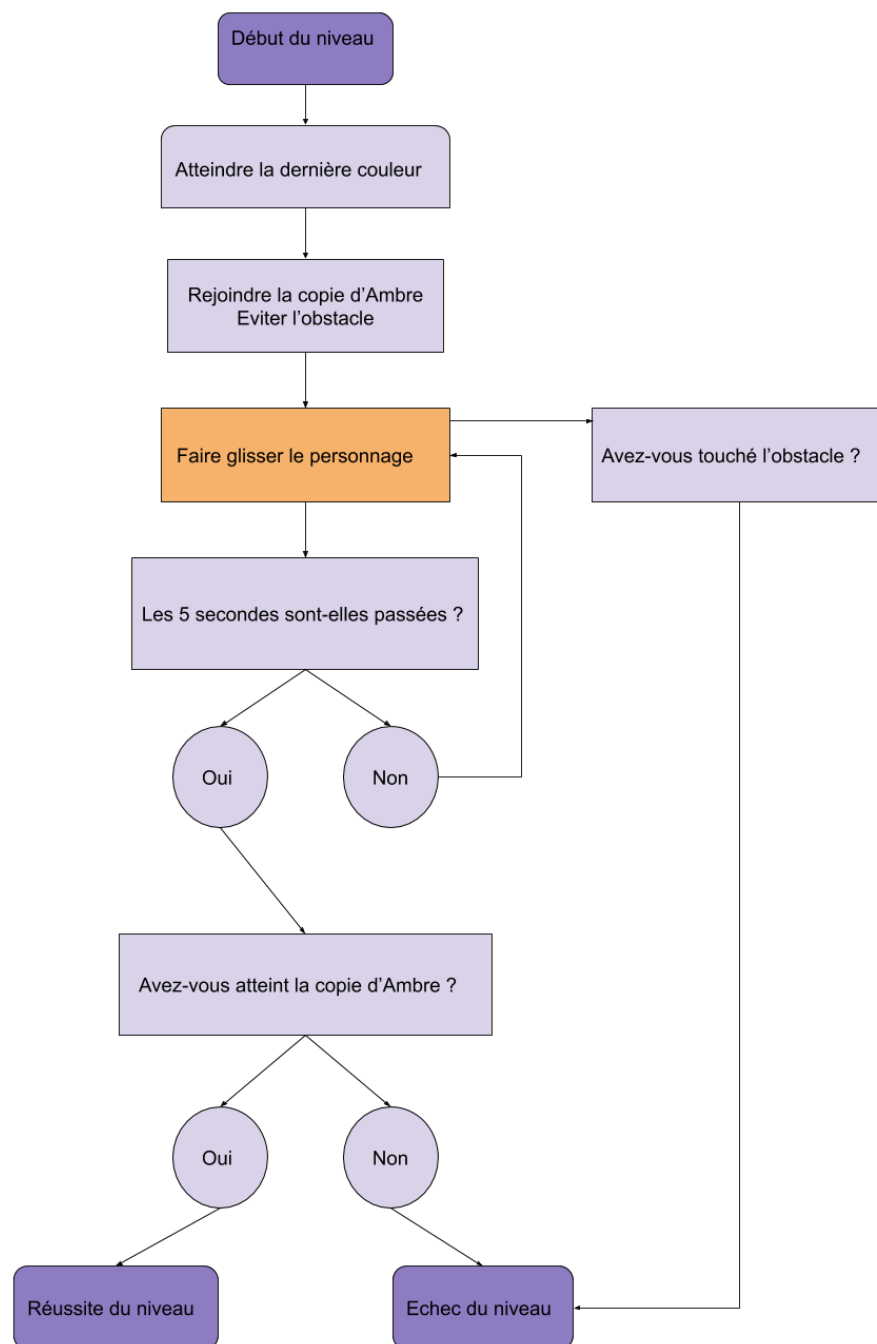 Début du niveau
Atteindre la dernière couleur
Rejoindre la copie d'Ambre
Eviter l'obstacle
Faire glisser le personnage
Avez-vous touché l'obstacle ?
Les 5 secondes sont-elles passées ?
Oui
Non
Avez-vous atteint la copie d'Ambre ?
Oui
Non
Réussite du niveau
Echec du niveau